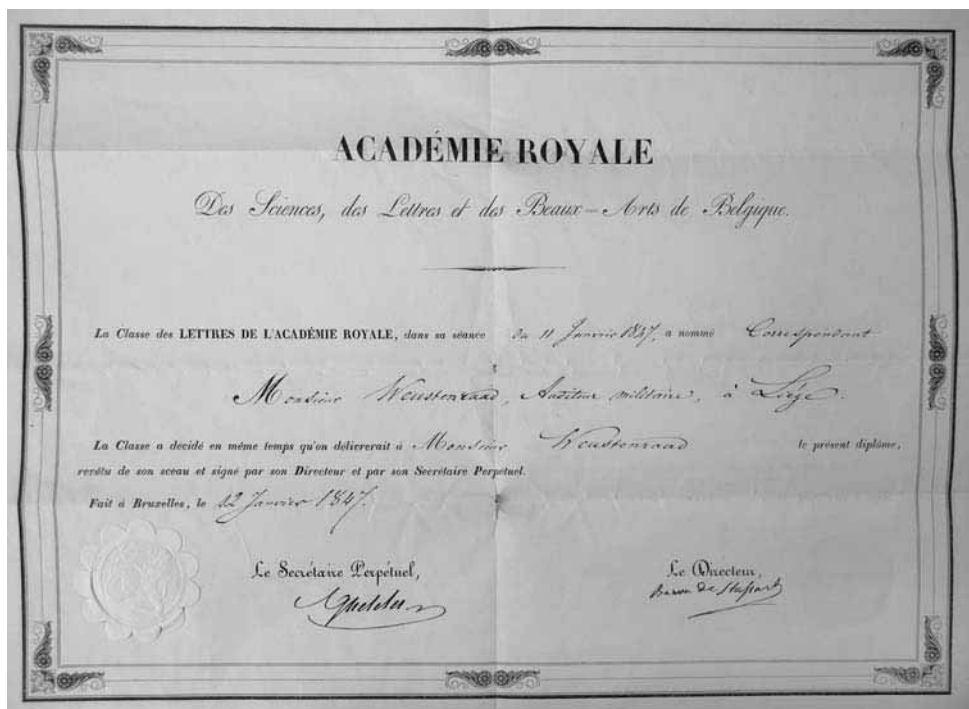 ACADÉMIE ROYALE
Des Sciences, des Lettres et des Beaux-Arts de Belgique.
La Classe des LETTRES DE L'ACADÉMIE ROYALE, dans sa séance du 11 Janvier 1847, a nommé Correspondant
Monsieur Weustenraad, Auditeur militaire, à Liége.
La Classe a décidé en même temps qu'on délivrerait à Monsieur Weustenraad le présent diplôme,
revêtu de son sceau et signé par son Directeur et par son Secrétaire Perpétuel.
Fait à Bruxelles, le 12 Janvier 1847.
Le Secrétaire Perpétuel,
Le Directeur,
Quetelet
Baron de Stassart